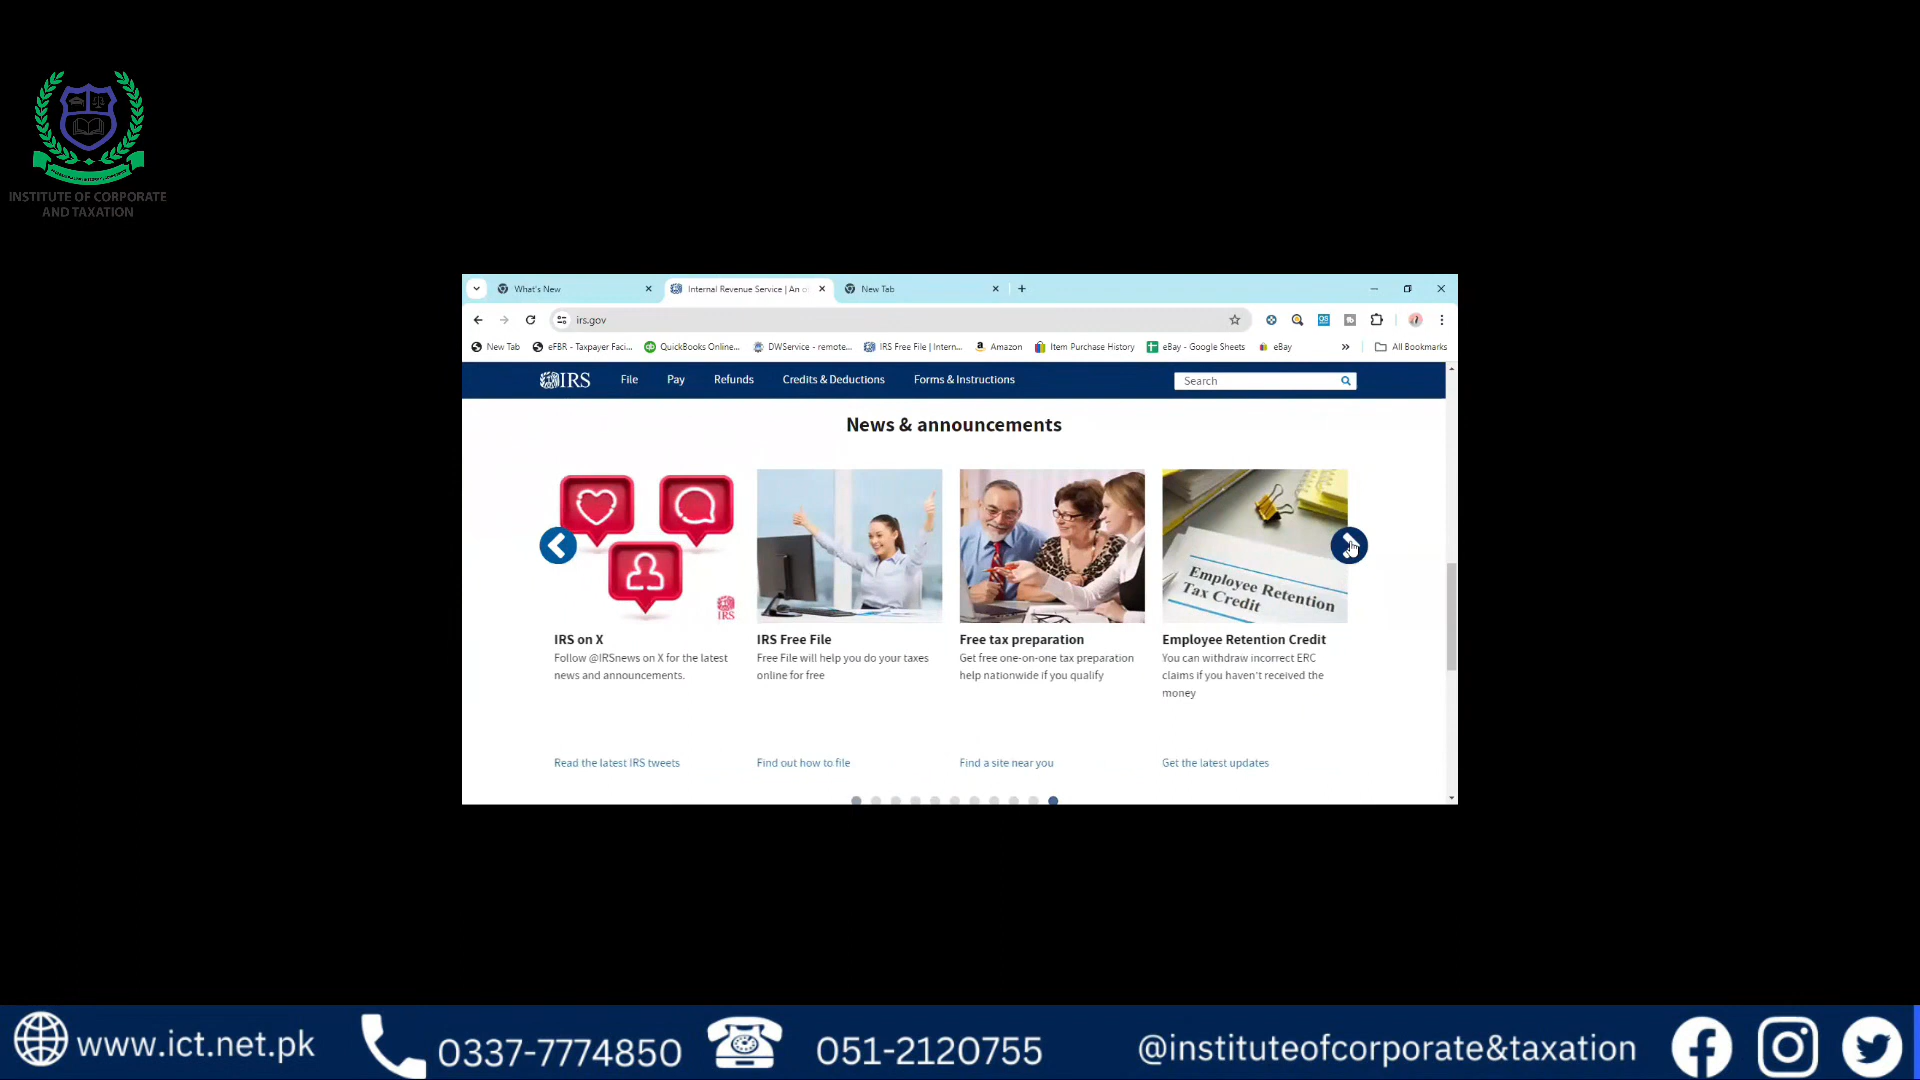 INSTITUTE OF CORPORATE
AND TAXATION
What's New
Internal Revenue Service | An o
New Tab
irs.gov
New Tab
eFBR - Taxpayer Faci...
QuickBooks Online...
DWService - remote...
IRS Free File | Intern...
Amazon
Item Purchase History
eBay - Google Sheets
eBay
All Bookmarks
IRS File Pay Refunds Credits & Deductions Forms & Instructions Search
News & announcements
IRS
Employee Retention
Tax Credit
IRS on X
Follow @IRSnews on X for the latest
news and announcements.
Read the latest IRS tweets
IRS Free File
Free File will help you do your taxes
online for free
Find out how to file
Free tax preparation
Get free one-on-one tax preparation
help nationwide if you qualify
Find a site near you
Employee Retention Credit
You can withdraw incorrect ERC
claims if you haven't received the
money
Get the latest updates
www.ict.net.pk 0337-7774850 051-2120755 @instituteofcorporate&taxation